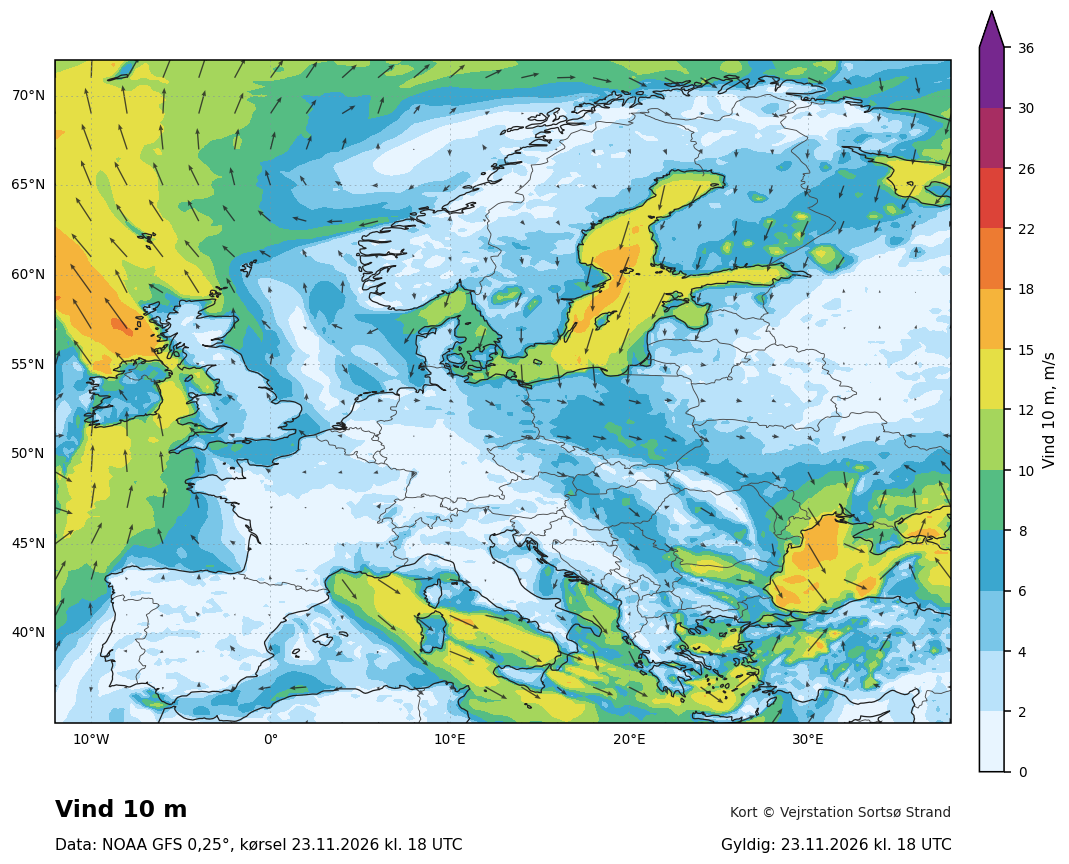 36
30
26
22
18
15
12
10
8
6
4
2
0
Vind 10 m, m/s
70°N
65°N
60°N
55°N
50°N
45°N
40°N
10°W
0°
10°E
20°E
30°E
Vind 10 m
Kort © Vejrstation Sortsø Strand
Data: NOAA GFS 0,25°, kørsel 23.11.2026 kl. 18 UTC
Gyldig: 23.11.2026 kl. 18 UTC